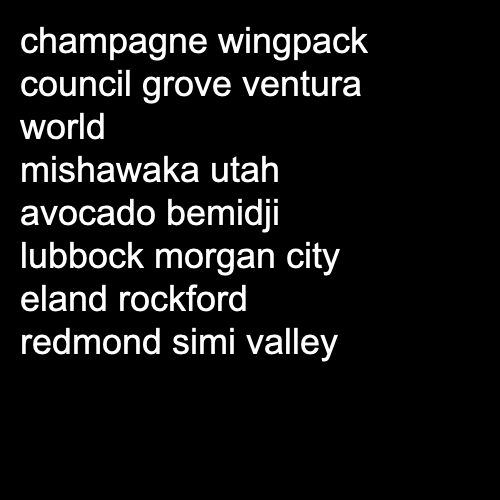 champagne wingpack
council grove ventura
world
mishawaka utah
avocado bemidji
lubbock morgan city
eland rockford
redmond simi valley